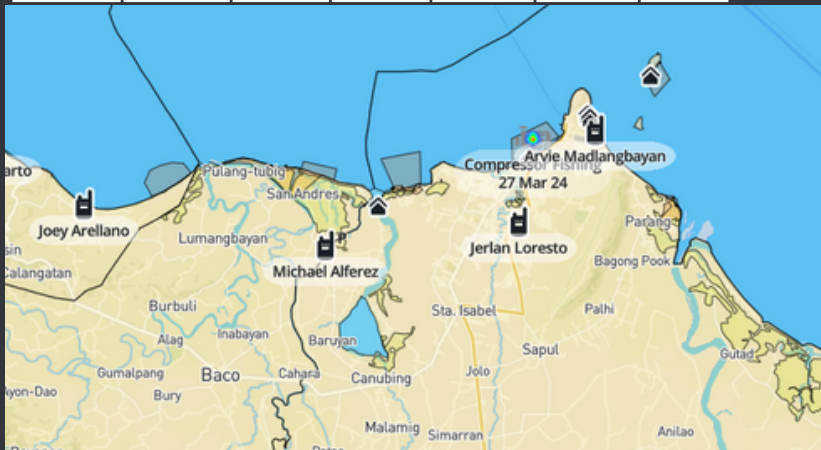 arto
Pulang-tubig
San Andres
Compressor Fishing
27 Mar 24
Arvie Madlangbayan
Joey Arellano
Lumangbayan
P
Jerlan Loresto
Parang
Calangatan
Michael Alferez
Bagong Pook
Burbuli
Sta. Isabel
Palhi
Alag
Inabayan
Baruyan
Sapul
Gutad
Gumalpang
Baco
Cahara
Canubing
Jolo
Ayon-Dao
Bury
Malamig
Simarran
Anilao